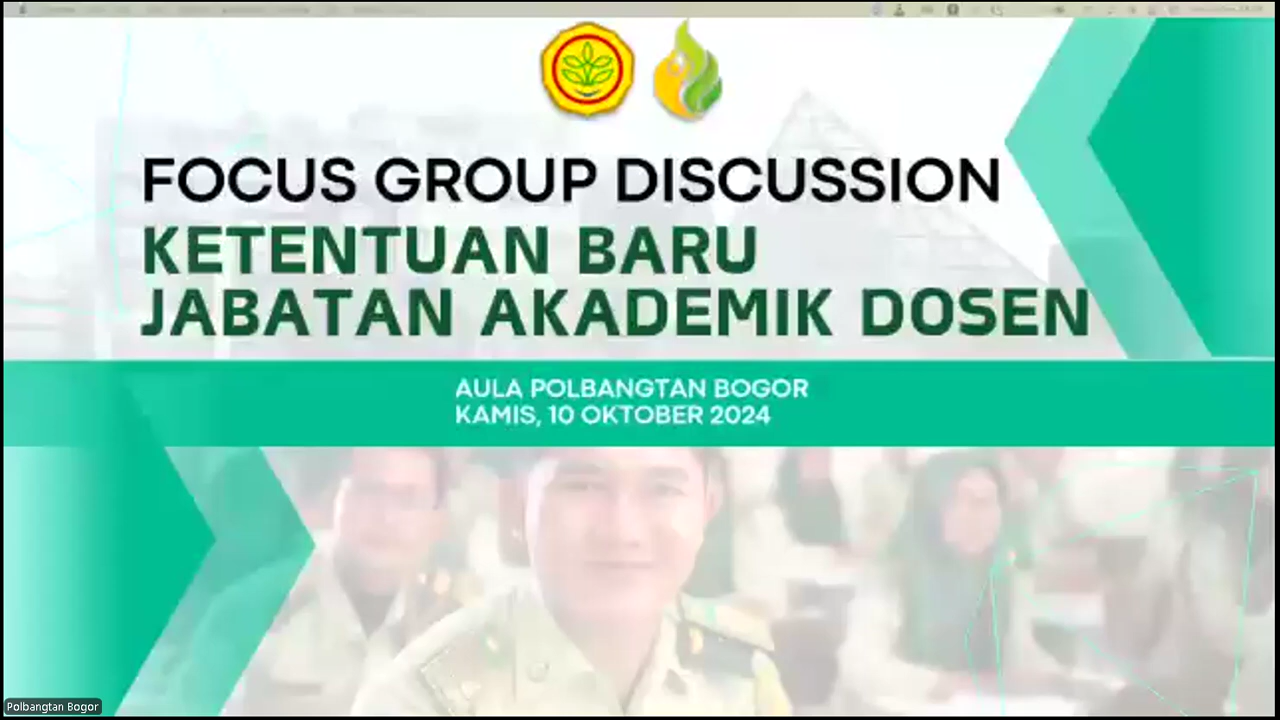 FOCUS GROUP DISCUSSION
KETENTUAN BARU
JABATAN AKADEMIK DOSEN
AULA POLBANGTAN BOGOR
KAMIS, 10 OKTOBER 2024
Polbangtan Bogor